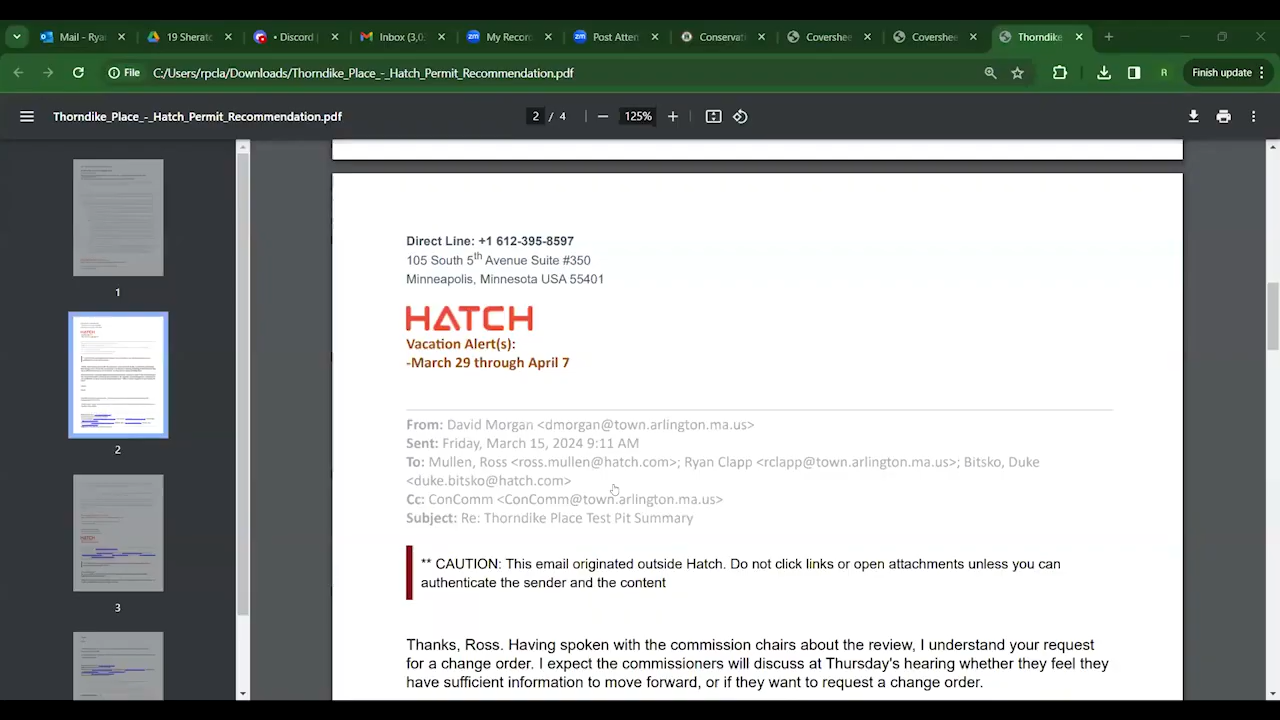 Mail - Rya
19 Sherato
Discord
Inbox (3,0
My Recor
Post Atten
Conservat
Covershee
Covershee
Thorndike
File
C:/Users/rpcla/Downloads/Thorndike_Place_-_Hatch_Permit_Recommendation.pdf
R
Finish update
Thorndike_Place_-_Hatch_Permit_Recommendation.pdf
2 / 4
125%
1
2
3
Direct Line: +1 612-395-8597
105 South 5th Avenue Suite #350
Minneapolis, Minnesota USA 55401
HATCH
Vacation Alert(s):
-March 29 through April 7
From: David Morgan <dmorgan@town.arlington.ma.us>
Sent: Friday, March 15, 2024 9:11 AM
To: Mullen, Ross <ross.mullen@hatch.com>; Ryan Clapp <rclapp@town.arlington.ma.us>; Bitsko, Duke
<duke.bitsko@hatch.com>
Cc: ConComm <ConComm@town.arlington.ma.us>
Subject: Re: Thorndike Place Test Pit Summary
** CAUTION: This email originated outside Hatch. Do not click links or open attachments unless you can
authenticate the sender and the content
Thanks, Ross. Having spoken with the commission chairs about the review, I understand your request
for a change order. I expect the commissioners will discuss at Thursday's hearing whether they feel they
have sufficient information to move forward, or if they want to request a change order.